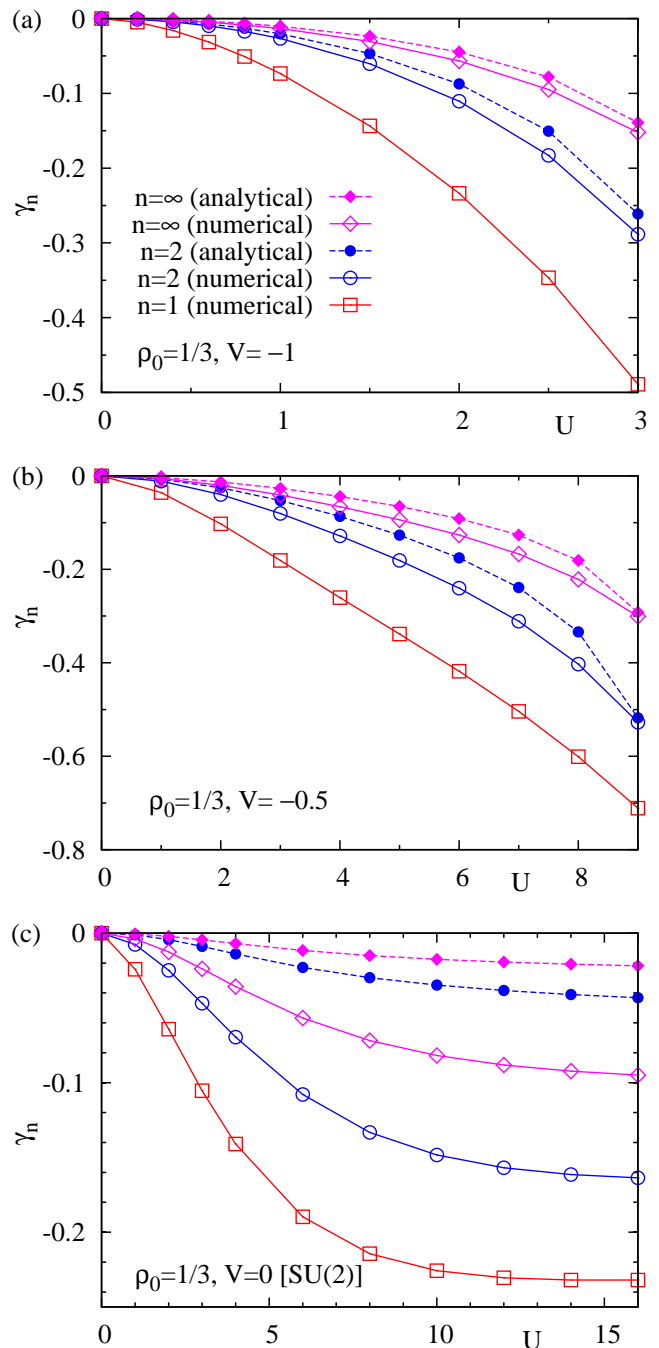 (a)
0
-0.1
-0.2
-0.3
-0.4
-0.5
γn
n=∞ (analytical)
n=∞ (numerical)
n=2 (analytical)
n=2 (numerical)
n=1 (numerical)
ρ0=1/3, V= −1
0 1 2 U 3
(b)
0
-0.2
-0.4
-0.6
-0.8
γn
ρ0=1/3, V= −0.5
0 2 4 6 U 8
(c)
0
-0.1
-0.2
γn
ρ0=1/3, V=0 [SU(2)]
0 5 10 U 15